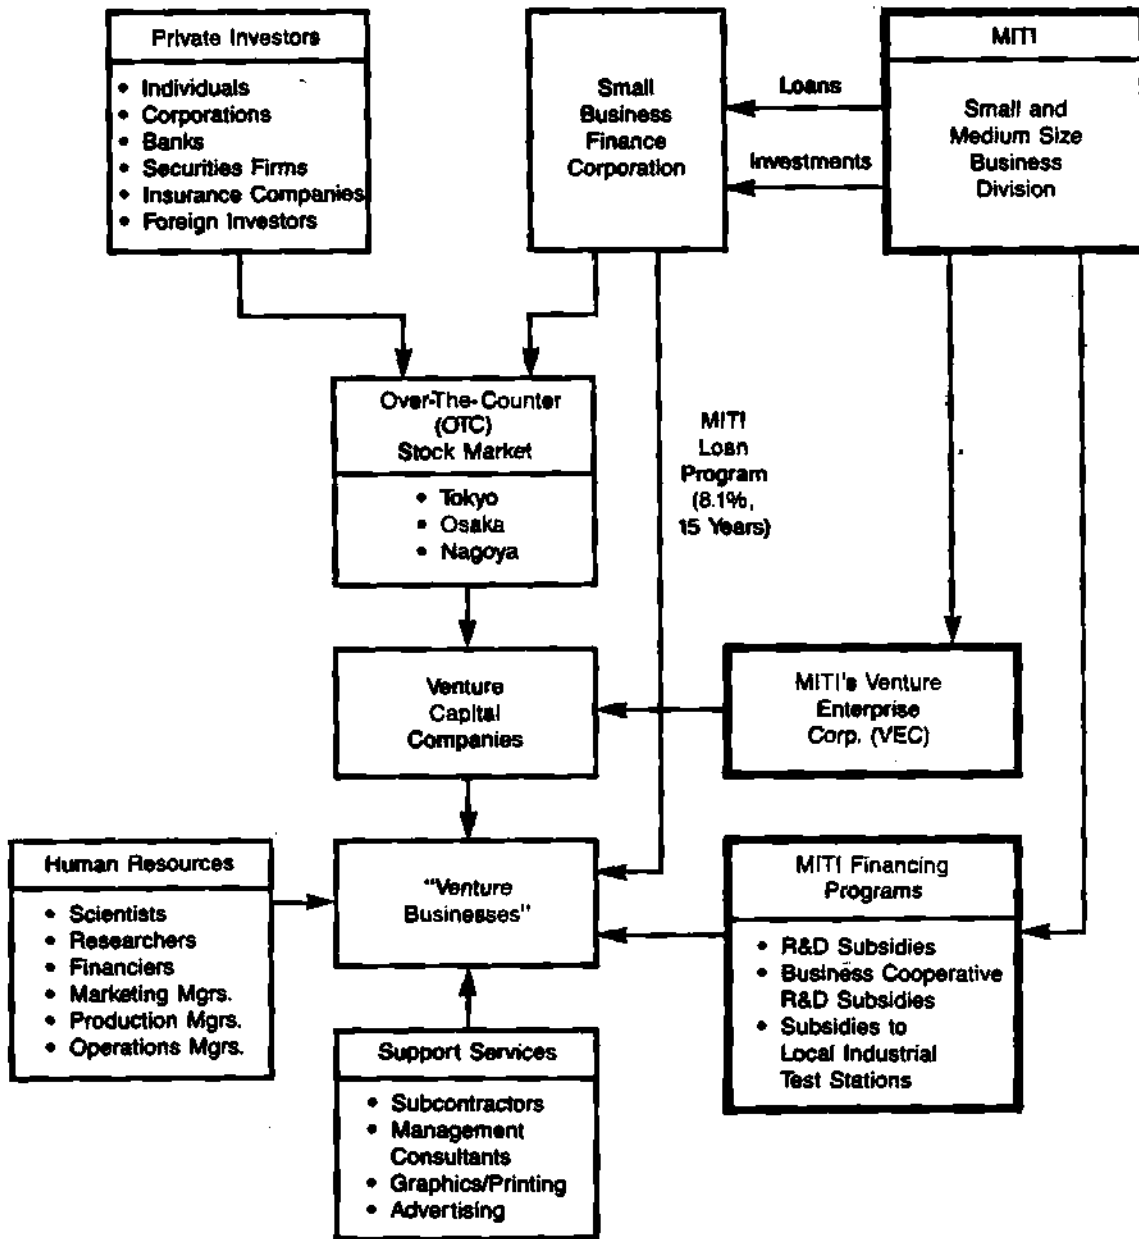 Private Investors
• Individuals
• Corporations
• Banks
• Securities Firms
• Insurance Companies
• Foreign Investors
Small
Business
Finance
Corporation
Loans
Investments
MITI
Small and
Medium Size
Business
Division
Over-The-Counter
(OTC)
Stock Market
• Tokyo
• Osaka
• Nagoya
MITI
Loan
Program
(8.1%,
15 Years)
Venture
Capital
Companies
MITI's Venture
Enterprise
Corp. (VEC)
Human Resources
• Scientists
• Researchers
• Financiers
• Marketing Mgrs.
• Production Mgrs.
• Operations Mgrs.
"Venture
Businesses"
MITI Financing
Programs
• R&D Subsidies
• Business Cooperative
R&D Subsidies
• Subsidies to
Local Industrial
Test Stations
Support Services
• Subcontractors
• Management
Consultants
• Graphics/Printing
• Advertising